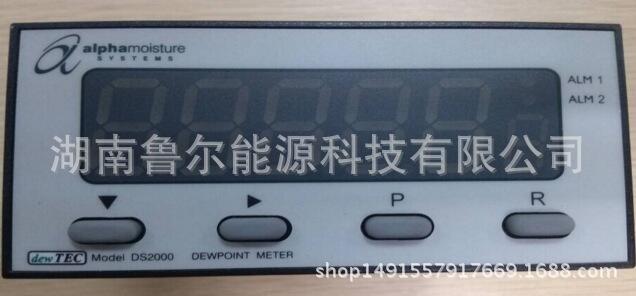 alphamoisture
SYSTEMS
ALM 1
ALM 2
湖南鲁尔能源科技有限公司
▼ ▶ P R
dewTEC Model DS2000 DEWPOINT METER
shop1491557917669.1688.com